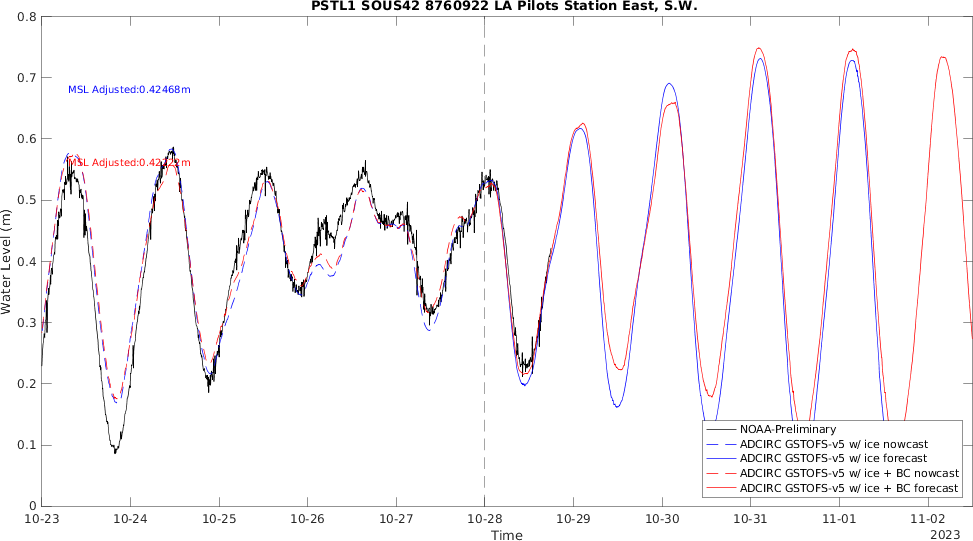 PSTL1 SOUS42 8760922 LA Pilots Station East, S.W.
0.8
0.7
0.6
0.5
0.4
0.3
0.2
0.1
0
Water Level (m)
MSL Adjusted:0.42468m
MSL Adjusted:0.42
NOAA-Preliminary
ADCIRC GSTOFS-v5 w/ ice nowcast
ADCIRC GSTOFS-v5 w/ ice forecast
ADCIRC GSTOFS-v5 w/ ice + BC nowcast
ADCIRC GSTOFS-v5 w/ ice + BC forecast
10-23 10-24 10-25 10-26 10-27 10-28 10-29 10-30 10-31 11-01 11-02
2023
Time